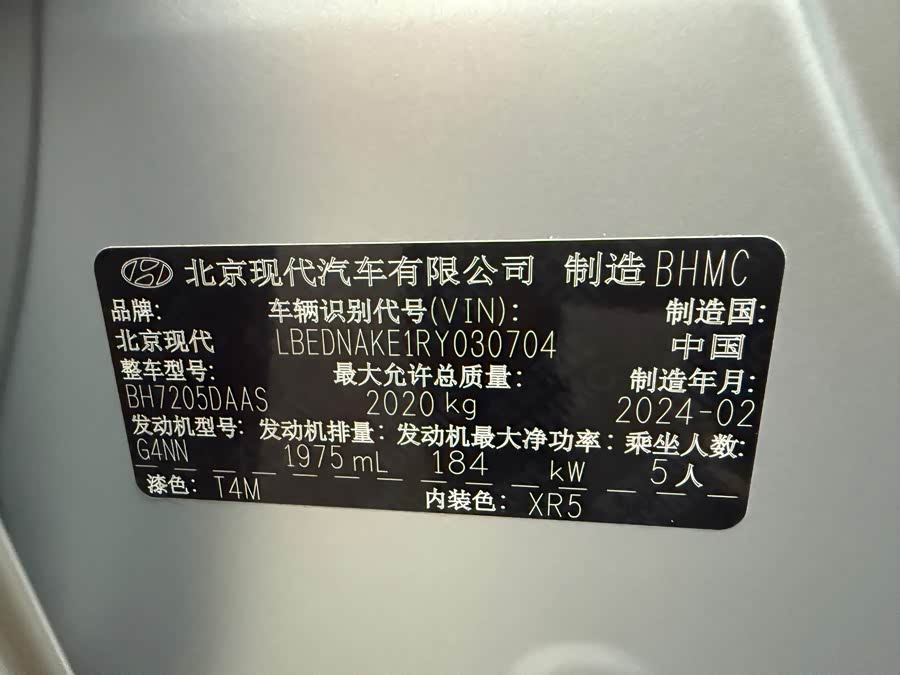 北京现代汽车有限公司 制造 BHMC
品牌: 车辆识别代号(VIN): 制造国:
北京现代 LBEDNAKE1RY030704 中国
整车型号: 最大允许总质量: 制造年月:
BH7205DAAS 2020 kg 2024-02
发动机型号: 发动机排量: 发动机最大净功率: 乘坐人数:
G4NN 1975 mL 184 kW 5人
漆色: T4M 内装色: XR5